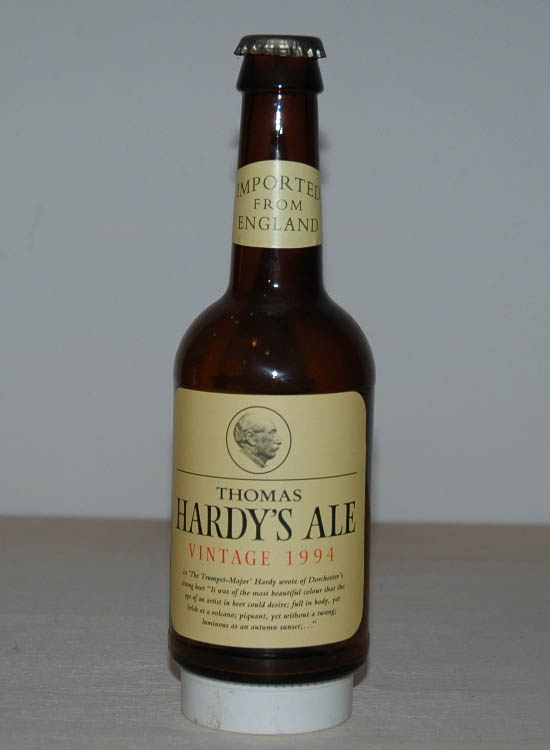 IMPORTED
FROM
ENGLAND
THOMAS
HARDY'S ALE
VINTAGE 1994
in 'The Trumpet-Major' Hardy wrote of Dorchester's
strong beer "It was of the most beautiful colour that the
eye of an artist in beer could desire; full in body, yet
brisk as a volcano; piquant, yet without a twang;
luminous as an autumn sunset;..."